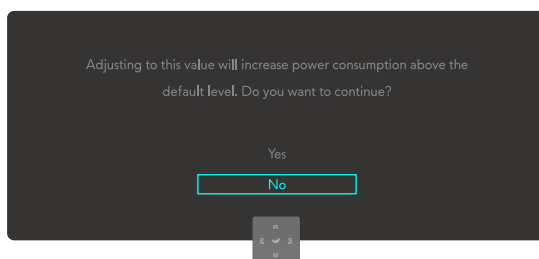 Adjusting to this value will increase power consumption above the
default level. Do you want to continue?
Yes
No